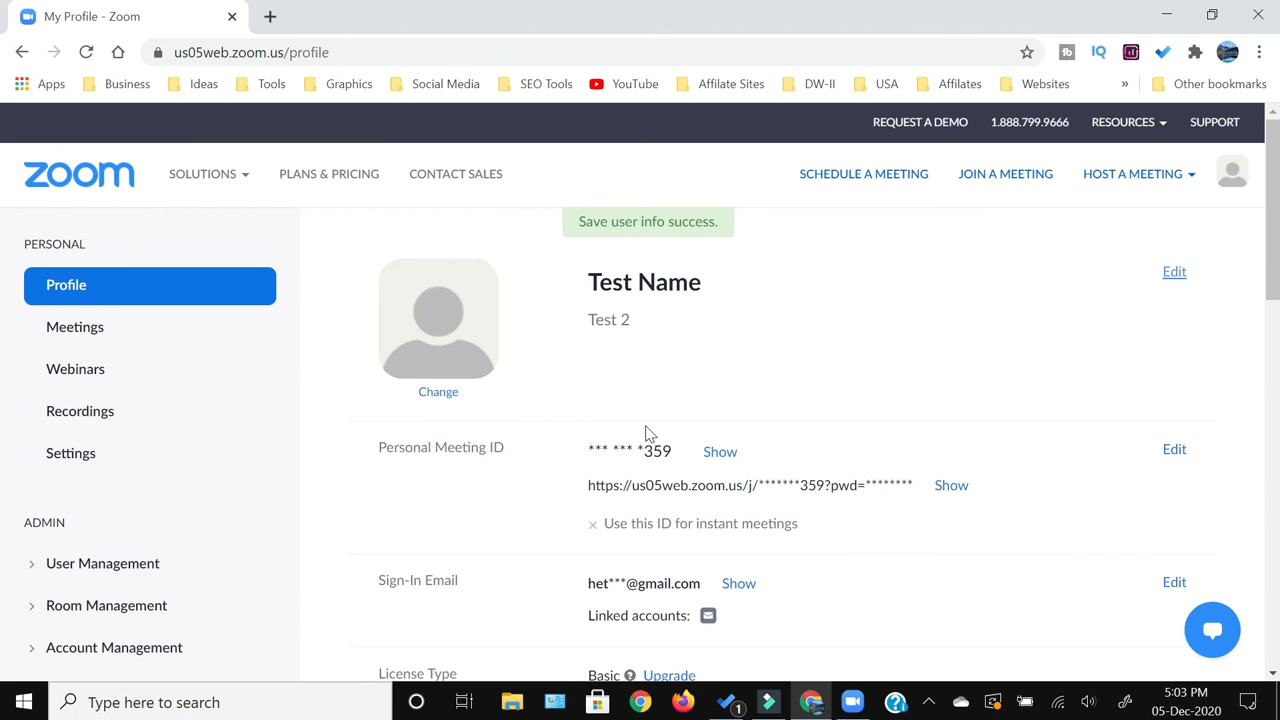 My Profile - Zoom
us05web.zoom.us/profile
Apps Business Ideas Tools Graphics Social Media SEO Tools YouTube Affiliate Sites DW-II USA Affiliates Websites » Other bookmarks
REQUEST A DEMO 1.888.799.9666 RESOURCES SUPPORT
zoom SOLUTIONS PLANS & PRICING CONTACT SALES SCHEDULE A MEETING JOIN A MEETING HOST A MEETING
Save user info success.
PERSONAL
Profile
Meetings
Webinars
Recordings
Settings
ADMIN
User Management
Room Management
Account Management
Test Name Edit
Test 2
Change
Personal Meeting ID *** *** *359 Show Edit
https://us05web.zoom.us/j/*******359?pwd=******** Show
× Use this ID for instant meetings
Sign-In Email het***@gmail.com Show Edit
Linked accounts:
License Type Basic ? Upgrade
Type here to search
1
5:03 PM
05-Dec-2020